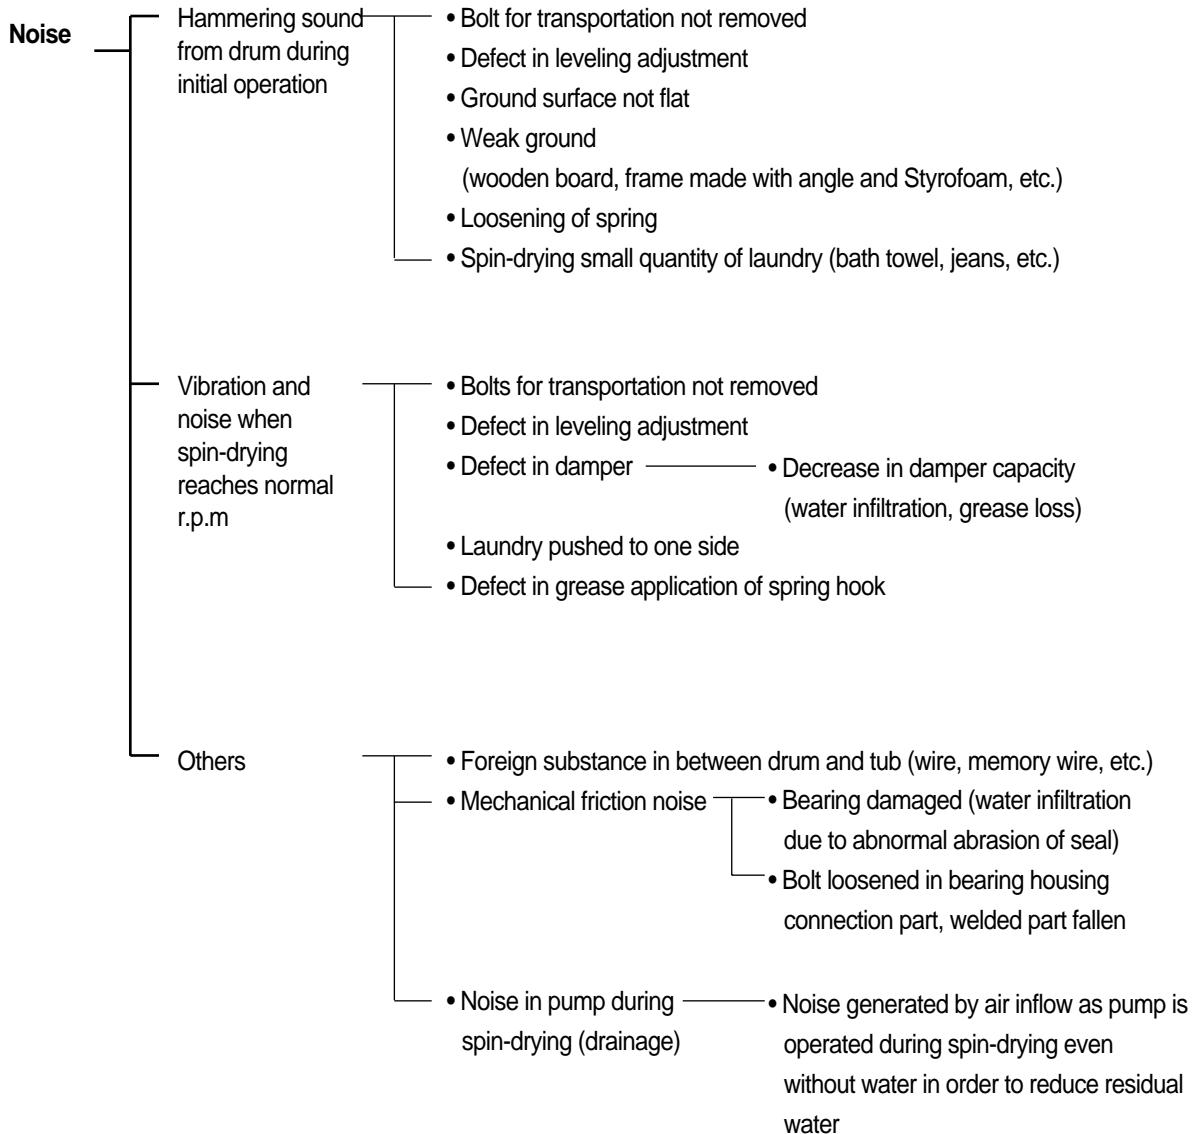 Noise
Hammering sound
from drum during
initial operation
• Bolt for transportation not removed
• Defect in leveling adjustment
• Ground surface not flat
• Weak ground
(wooden board, frame made with angle and Styrofoam, etc.)
• Loosening of spring
• Spin-drying small quantity of laundry (bath towel, jeans, etc.)
Vibration and
noise when
spin-drying
reaches normal
r.p.m
• Bolts for transportation not removed
• Defect in leveling adjustment
• Defect in damper
• Decrease in damper capacity
(water infiltration, grease loss)
• Laundry pushed to one side
• Defect in grease application of spring hook
Others
• Foreign substance in between drum and tub (wire, memory wire, etc.)
• Mechanical friction noise
• Bearing damaged (water infiltration
due to abnormal abrasion of seal)
• Bolt loosened in bearing housing
connection part, welded part fallen
• Noise in pump during
spin-drying (drainage)
• Noise generated by air inflow as pump is
operated during spin-drying even
without water in order to reduce residual
water